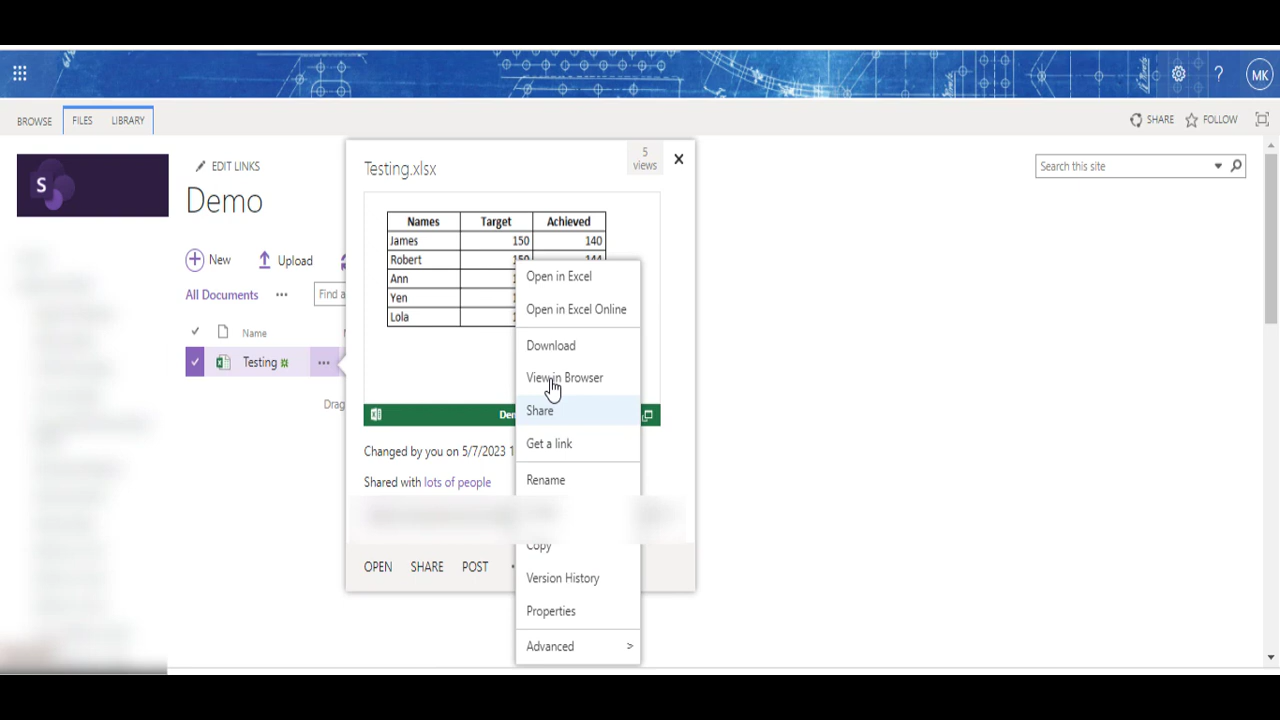 MK
BROWSE FILES LIBRARY SHARE FOLLOW
EDIT LINKS
S
Demo
Search this site
New Upload
All Documents ... Find a
Name
Testing ...
Drag
Testing.xlsx
5
views
Names Target Achieved
James 150 140
Robert
Ann
Yen
Lola
Changed by you on 5/7/2023 1
Shared with lots of people
OPEN SHARE POST
Open in Excel
Open in Excel Online
Download
View in Browser
Share
Get a link
Rename
Copy
Version History
Properties
Advanced >